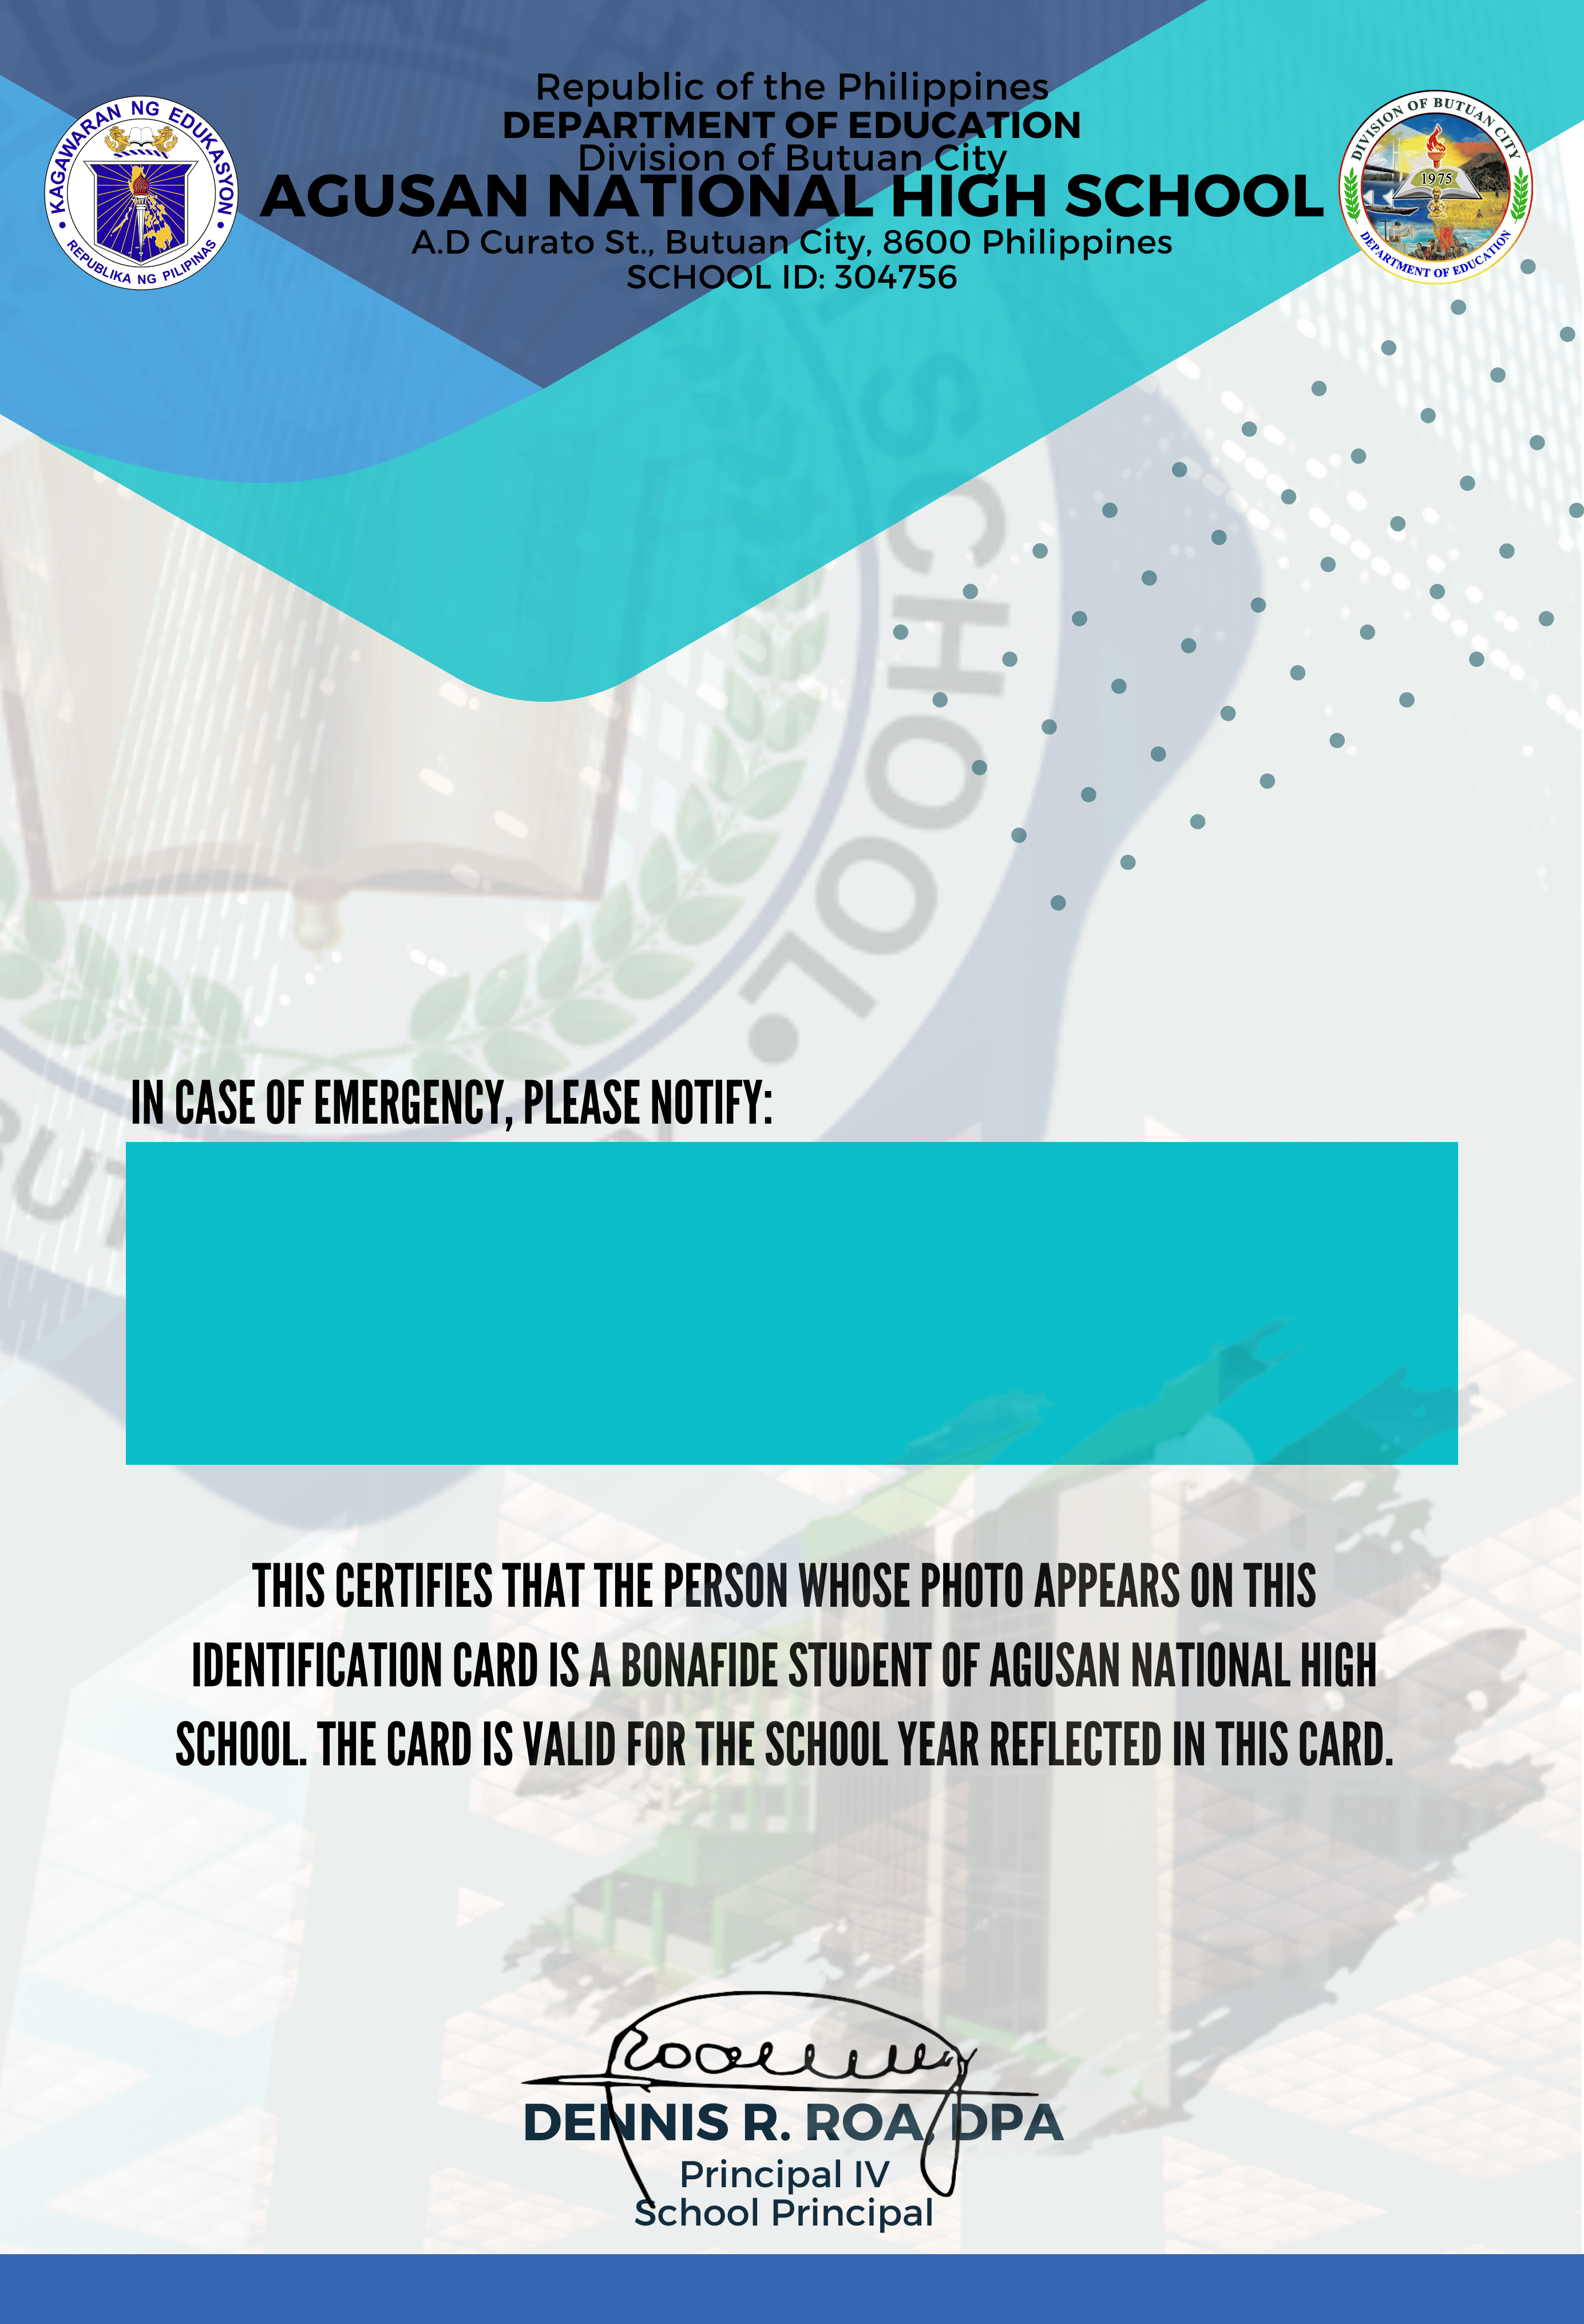 Republic of the Philippines
DEPARTMENT OF EDUCATION
Division of Butuan City
AGUSAN NATIONAL HIGH SCHOOL
A.D Curato St., Butuan City, 8600 Philippines
SCHOOL ID: 304756
KAGAWARAN NG EDUKASYON
REPUBLIKA NG PILIPINAS
DIVISION OF BUTUAN CITY
1975
DEPARTMENT OF EDUCATION
SCHOOL
BUT
IN CASE OF EMERGENCY, PLEASE NOTIFY:
THIS CERTIFIES THAT THE PERSON WHOSE PHOTO APPEARS ON THIS
IDENTIFICATION CARD IS A BONAFIDE STUDENT OF AGUSAN NATIONAL HIGH
SCHOOL. THE CARD IS VALID FOR THE SCHOOL YEAR REFLECTED IN THIS CARD.
DENNIS R. ROA, DPA
Principal IV
School Principal